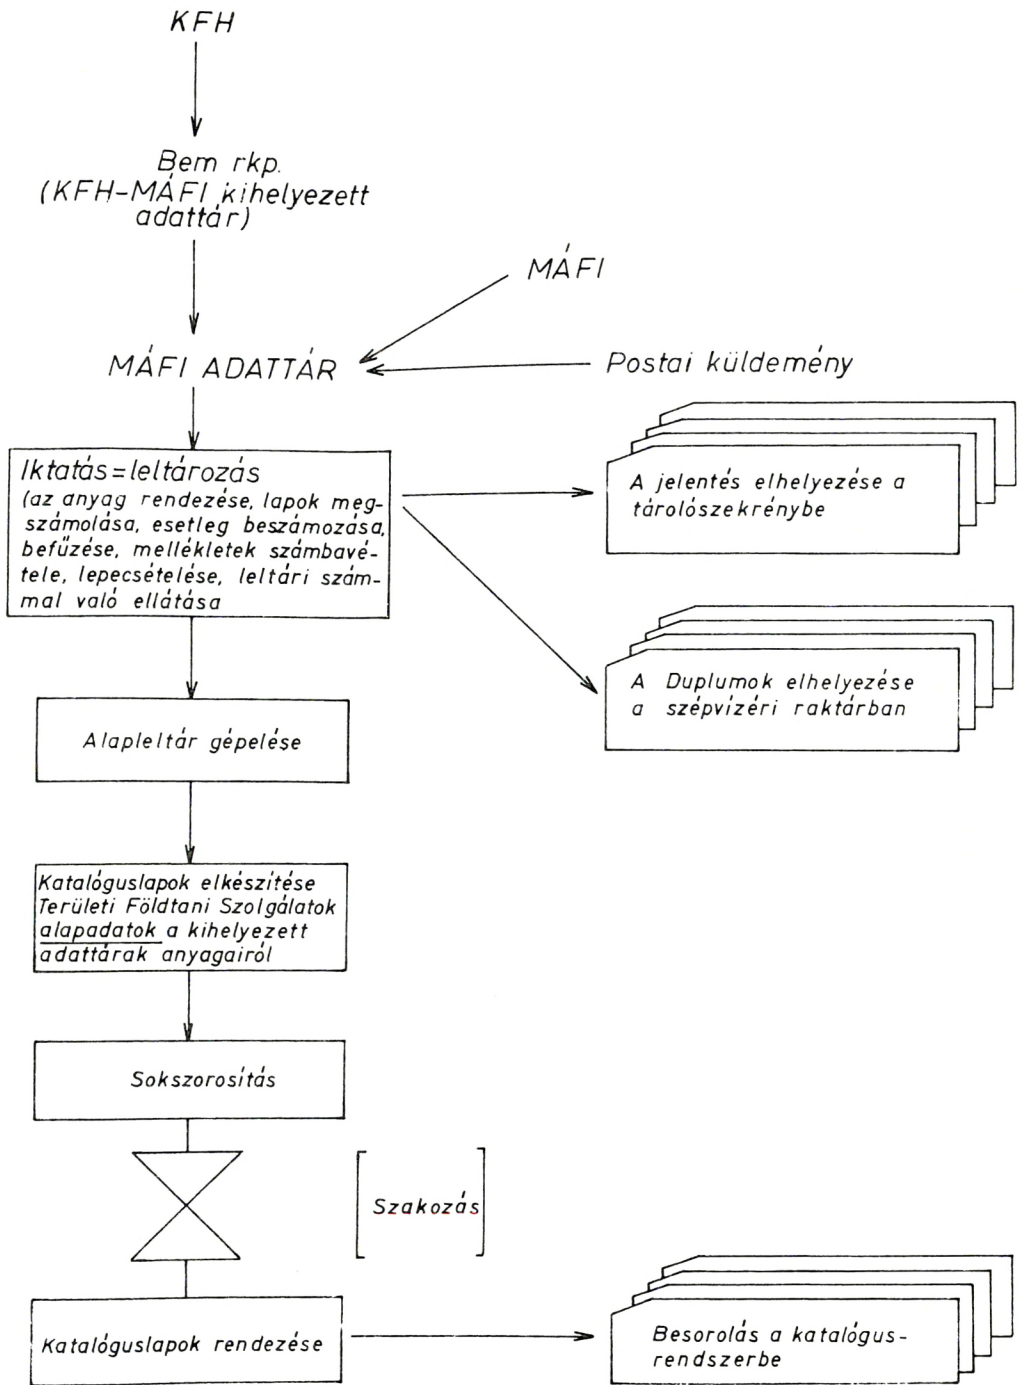 KFH
Bem rkp.
(KFH-MÁFI kihelyezett
adattár)
MÁFI
MÁFI ADATTÁR
Postai küldemény
Iktatás=leltározás
(az anyag rendezése, lapok meg-
számolása, esetleg beszámozása,
befűzése, mellékletek számbavé-
tele, lepecsételése, leltári szám-
mal való ellátása
A jelentés elhelyezése a
tárolószekrénybe
A Duplumok elhelyezése
a szépvízéri raktárban
Alapleltár gépelése
Katalóguslapok elkészítése
Területi Földtani Szolgálatok
alapadatok a kihelyezett
adattárak anyagairól
Sokszorosítás
[Szakozás]
Katalóguslapok rendezése
Besorolás a katalógus-
rendszerbe